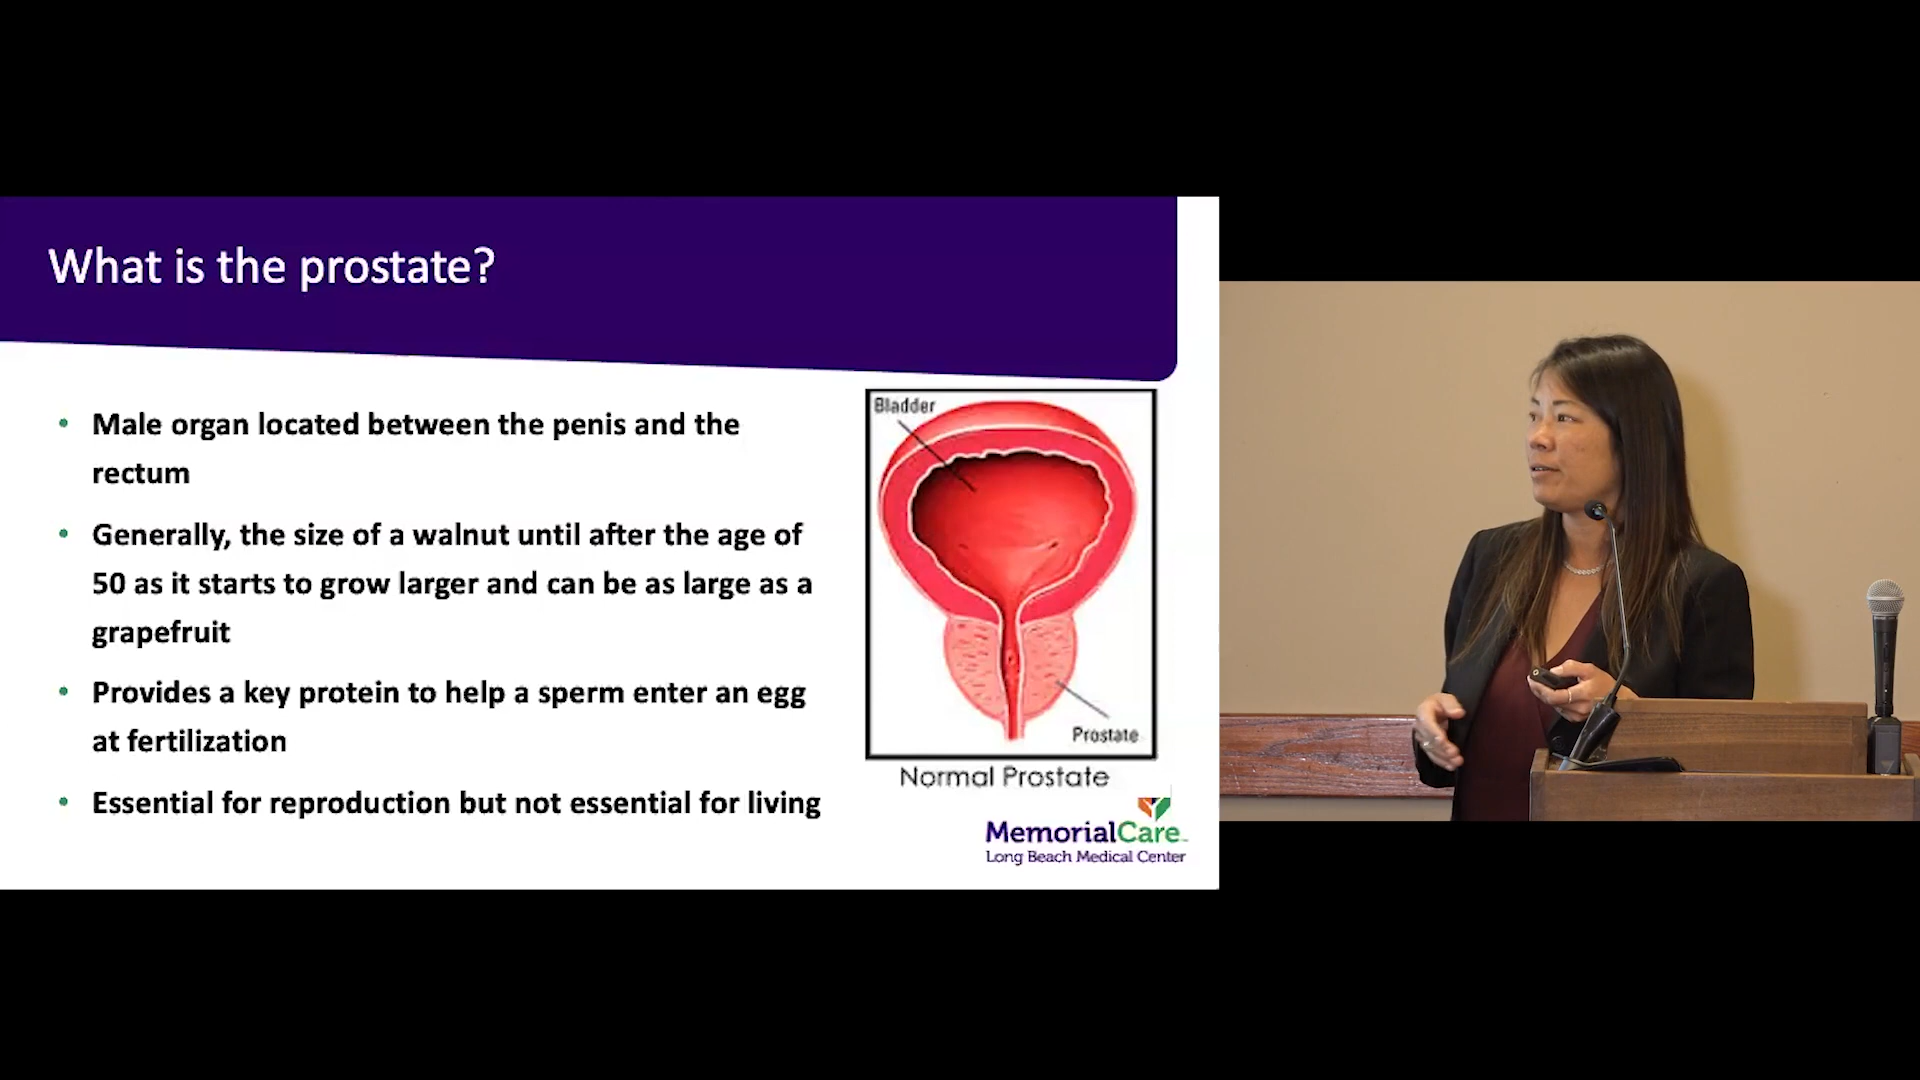 What is the prostate?
• Male organ located between the penis and the
rectum
• Generally, the size of a walnut until after the age of
50 as it starts to grow larger and can be as large as a
grapefruit
• Provides a key protein to help a sperm enter an egg
at fertilization
• Essential for reproduction but not essential for living
Bladder
Prostate
Normal Prostate
MemorialCare
Long Beach Medical Center